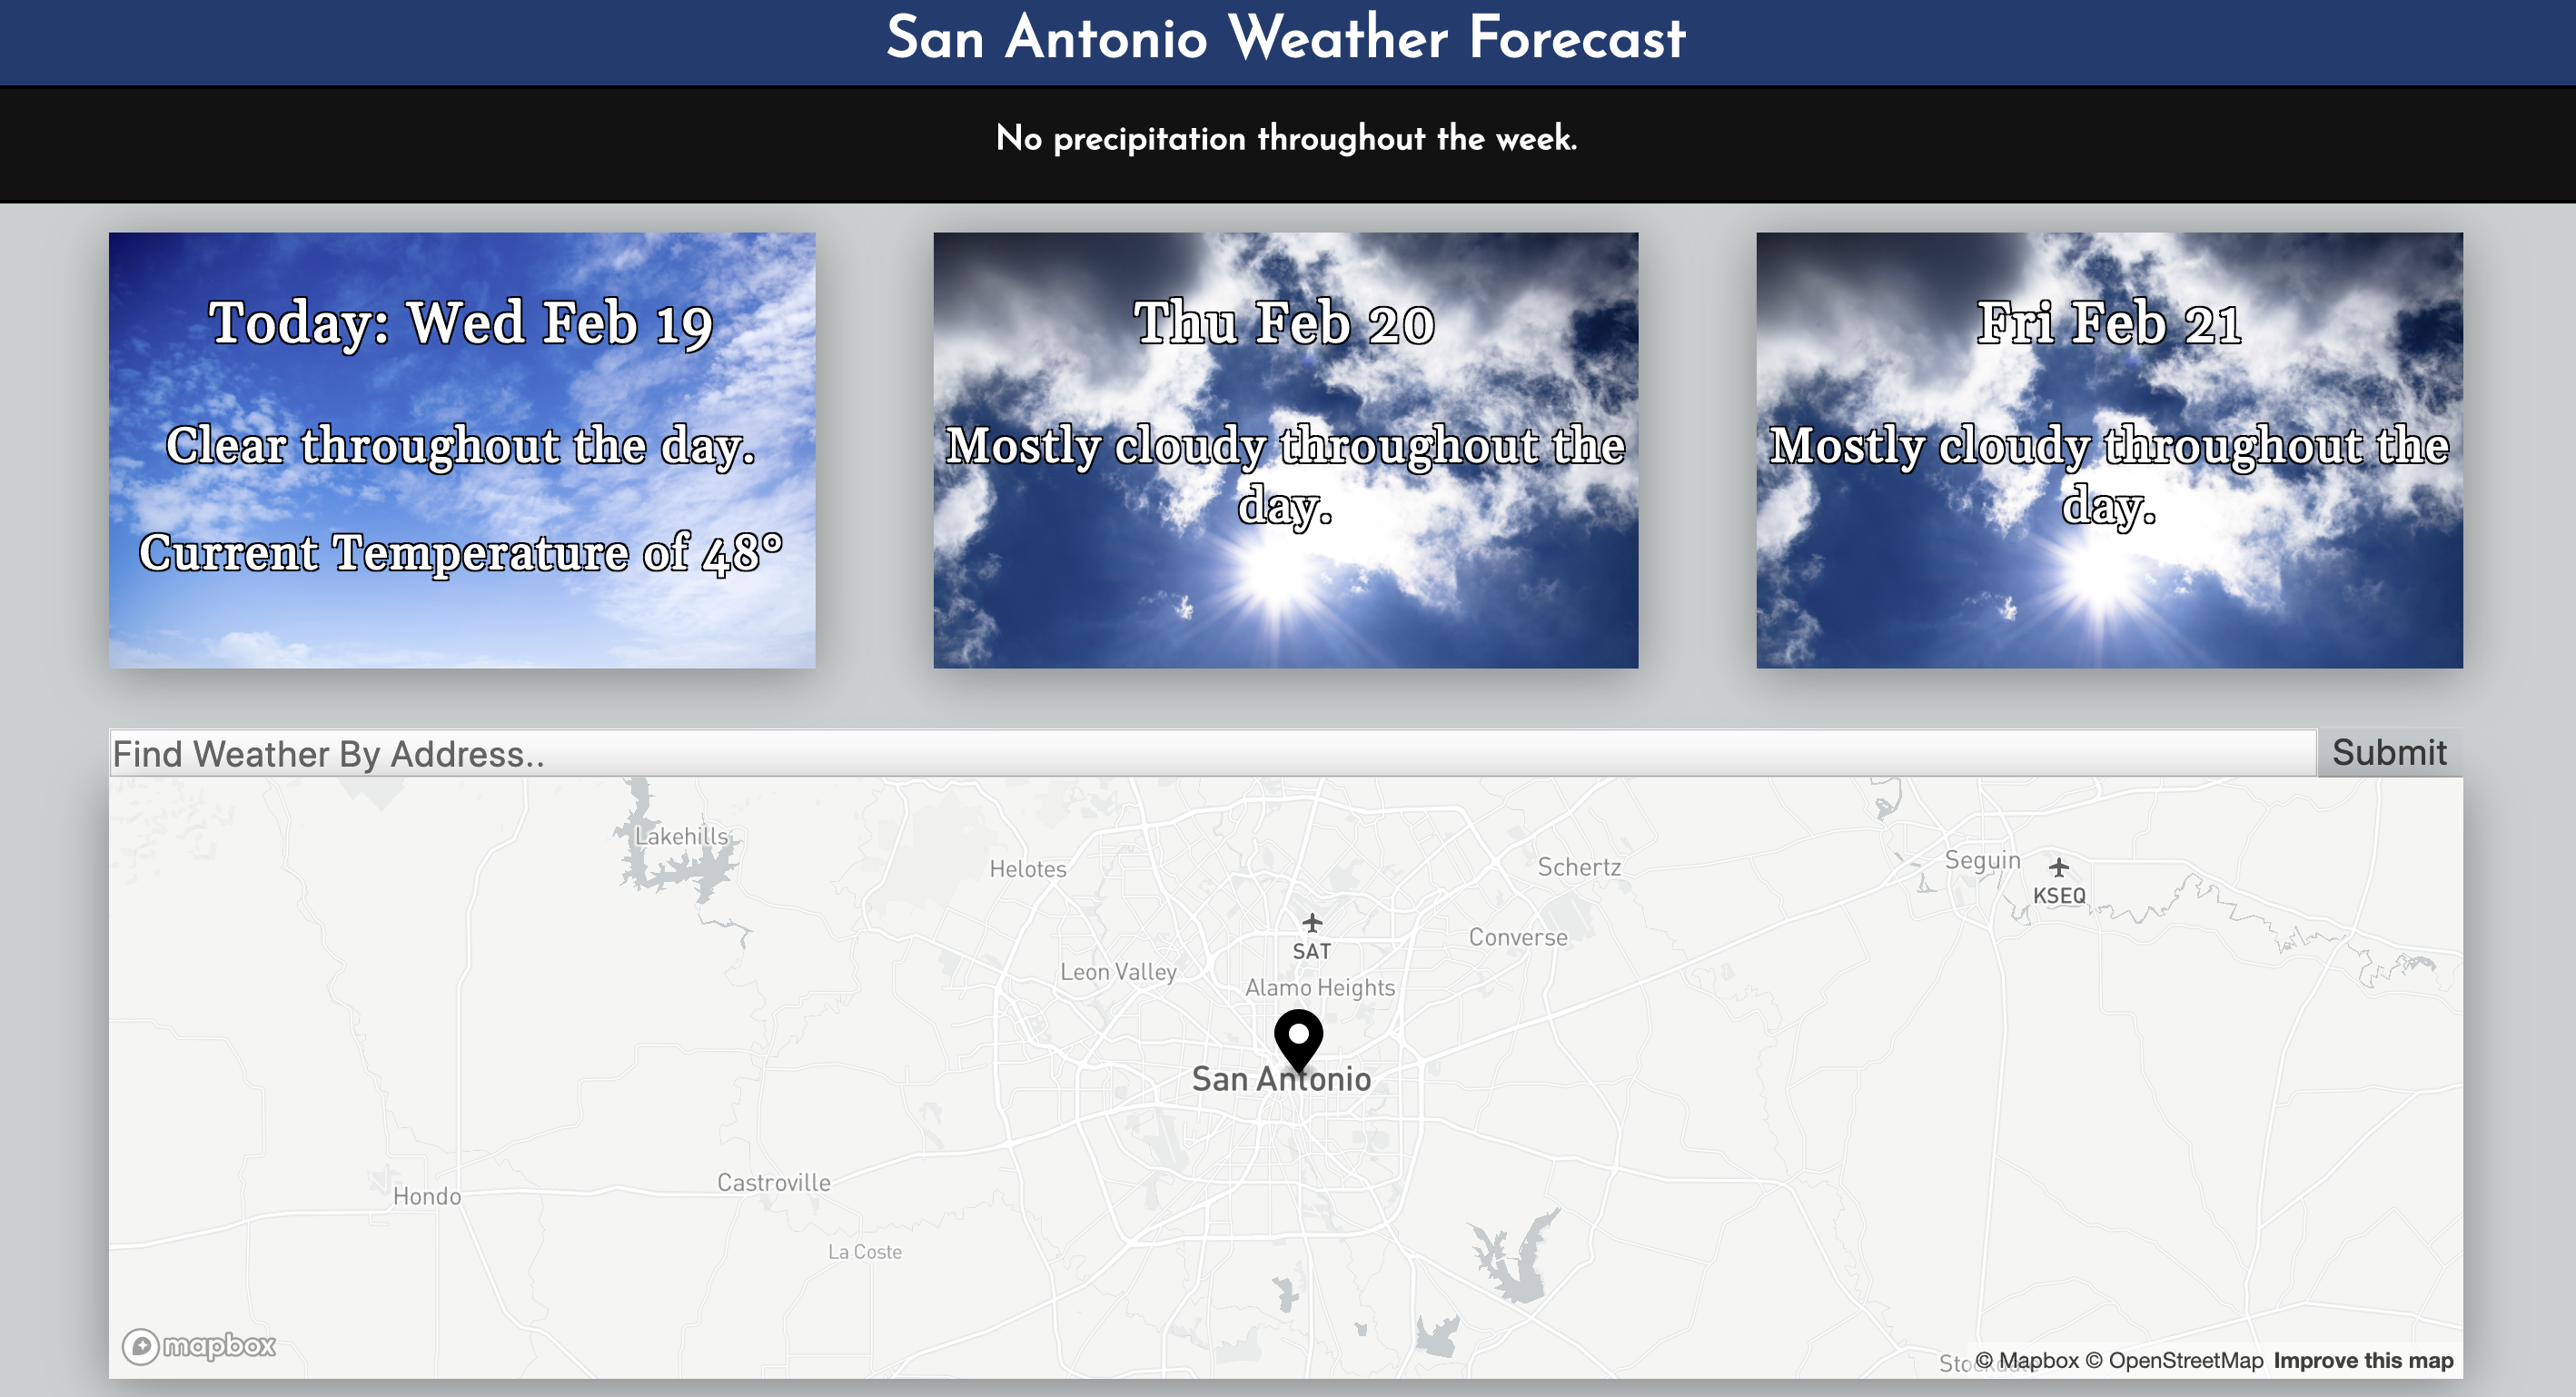 San Antonio Weather Forecast
No precipitation throughout the week.
Today: Wed Feb 19
Clear throughout the day.
Current Temperature of 48°
Thu Feb 20
Mostly cloudy throughout the
day.
Fri Feb 21
Mostly cloudy throughout the
day.
Find Weather By Address..
Submit
Lakehills
Helotes
Schertz
Seguin
KSEQ
SAT
Converse
Leon Valley
Alamo Heights
San Antonio
Castroville
Hondo
La Coste
mapbox
© Mapbox © OpenStreetMap Improve this map